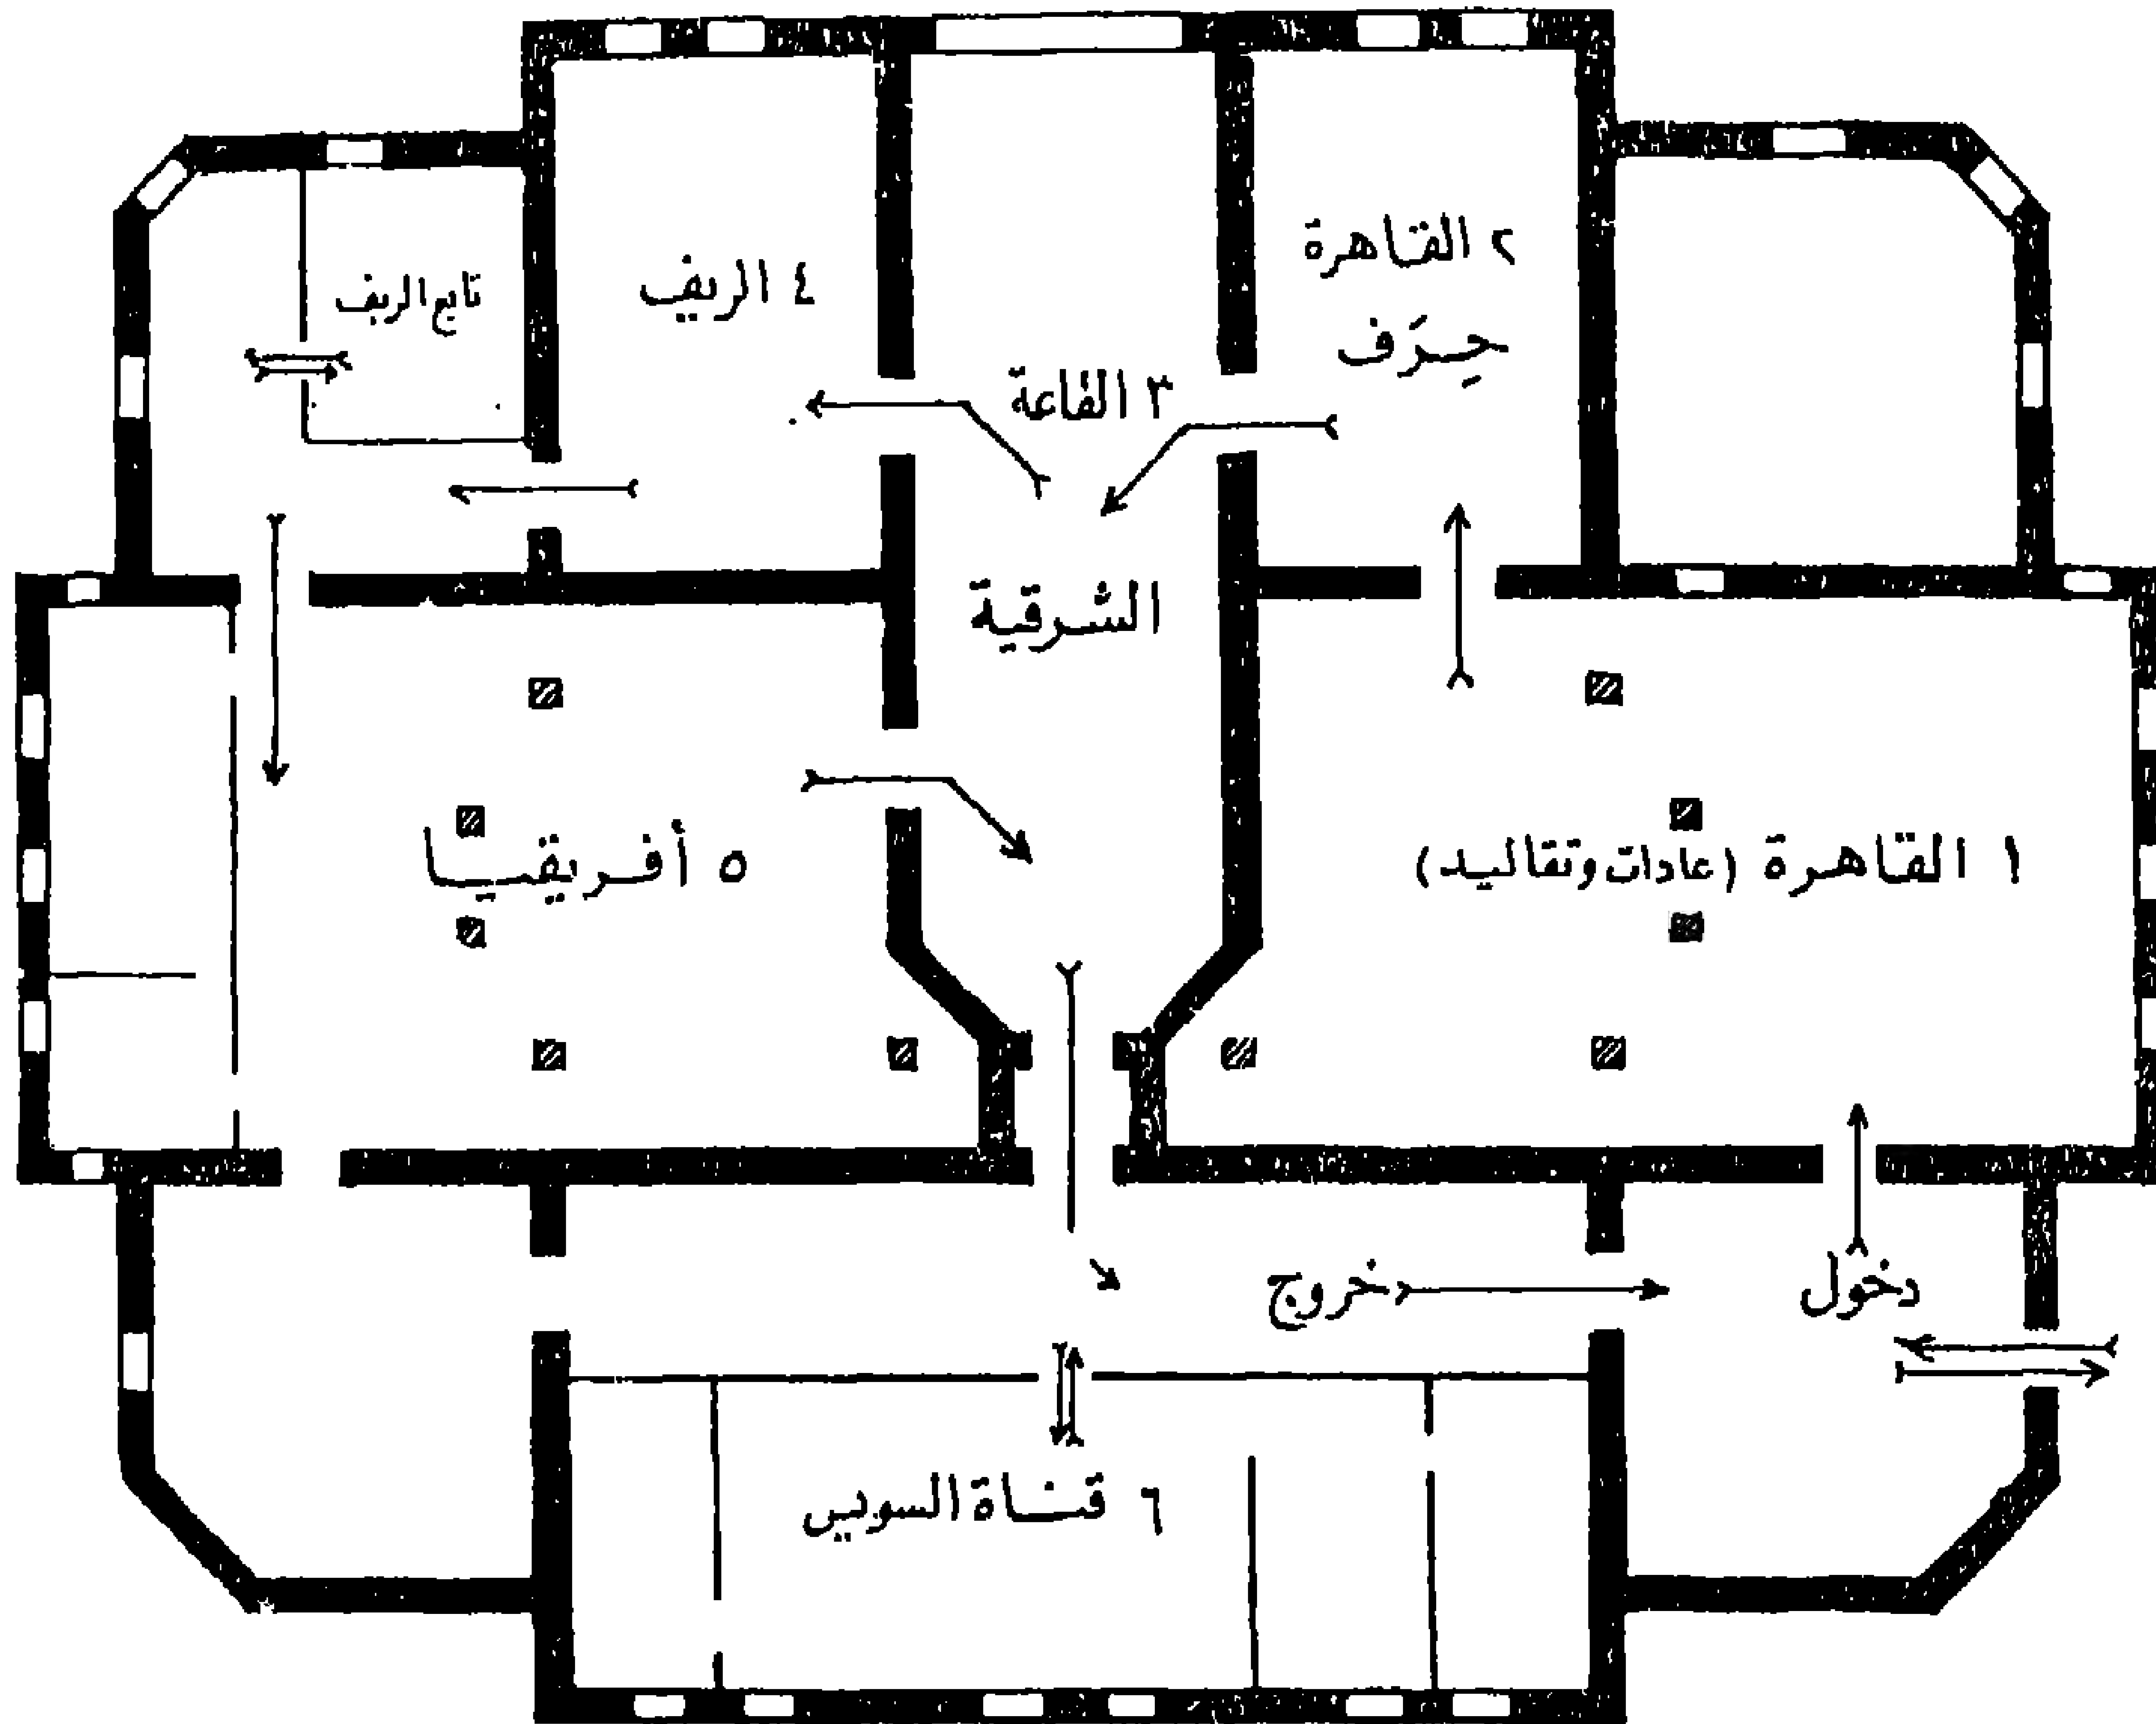 ٢ القاهرة
حِرَف
٤ الريف
تابع الريف
٣ القاعة
الشرقية
١ القاهرة (عادات وتقاليد)
٥ أفريقيا
دخول
خروج
٦ قناة السويس